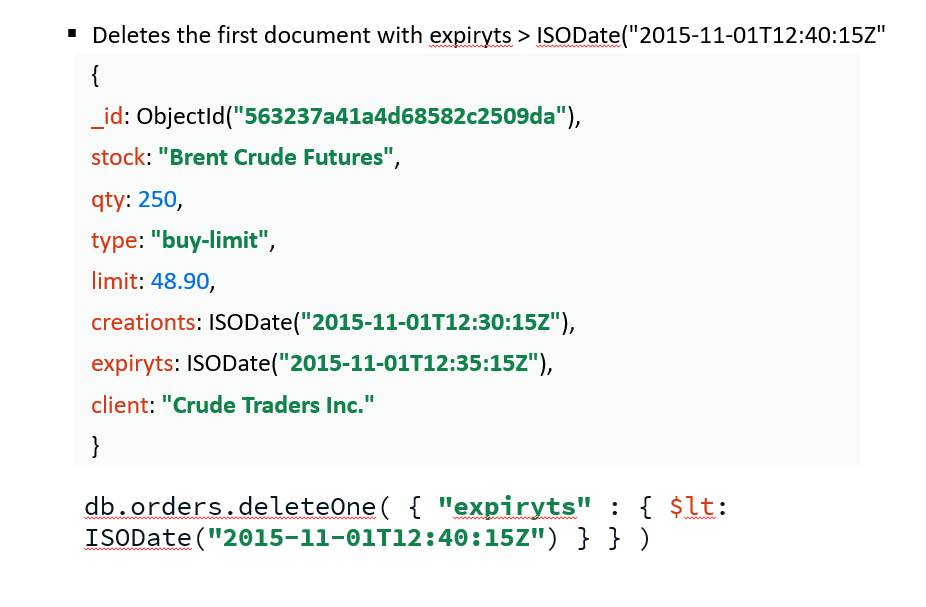 ▪ Deletes the first document with expiryts > ISODate("2015-11-01T12:40:15Z"
{
_id: ObjectId("563237a41a4d68582c2509da"),
stock: "Brent Crude Futures",
qty: 250,
type: "buy-limit",
limit: 48.90,
creationts: ISODate("2015-11-01T12:30:15Z"),
expiryts: ISODate("2015-11-01T12:35:15Z"),
client: "Crude Traders Inc."
}
db.orders.deleteOne( { "expiryts" : { $lt:
ISODate("2015-11-01T12:40:15Z") } } )